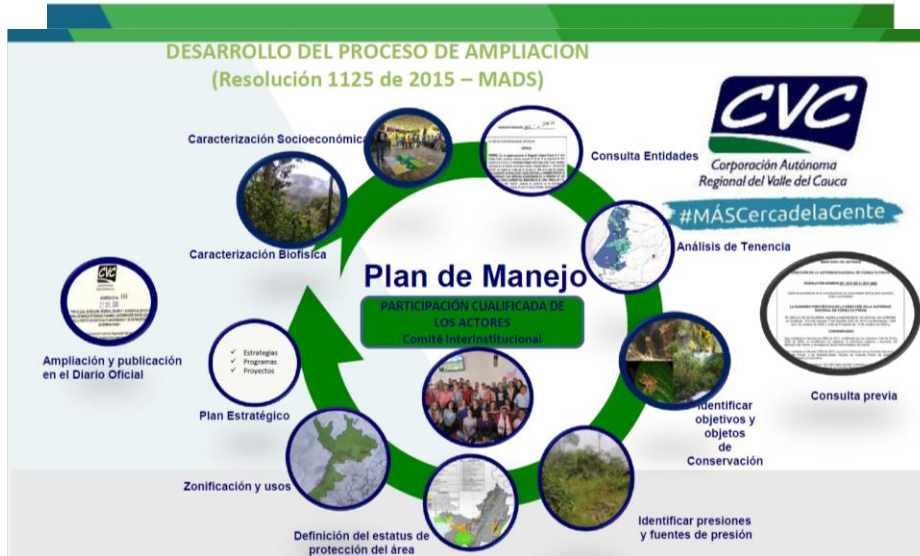 DESARROLLO DEL PROCESO DE AMPLIACIÓN
(Resolución 1125 de 2015 – MADS)
CVC
Corporación Autónoma
Regional del Valle del Cauca
#MÁSCercadelaGente
Caracterización Socioeconómica
Consulta Entidades
Caracterización Biofísica
Análisis de Tenencia
Plan de Manejo
PARTICIPACIÓN CUALIFICADA DE
LOS ACTORES
Comité interinstitucional
CVC
Ampliación y publicación
en el Diario Oficial
✓ Estrategias
✓ Programas
✓ Proyectos
Plan Estratégico
Consulta previa
Identificar
objetivos y
objetos
de
Conservación
Zonificación y usos
Identificar presiones
y fuentes de presión
Definición del estatus de
protección del área